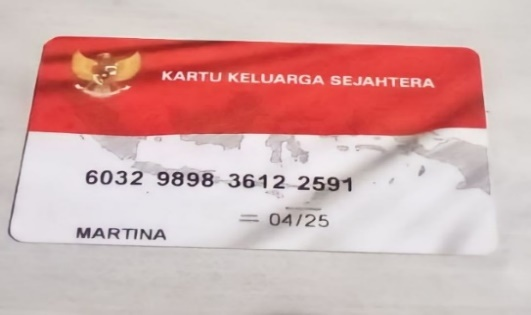 KARTU KELUARGA SEJAHTERA
6032 9898 3612 2591
= 04/25
MARTINA